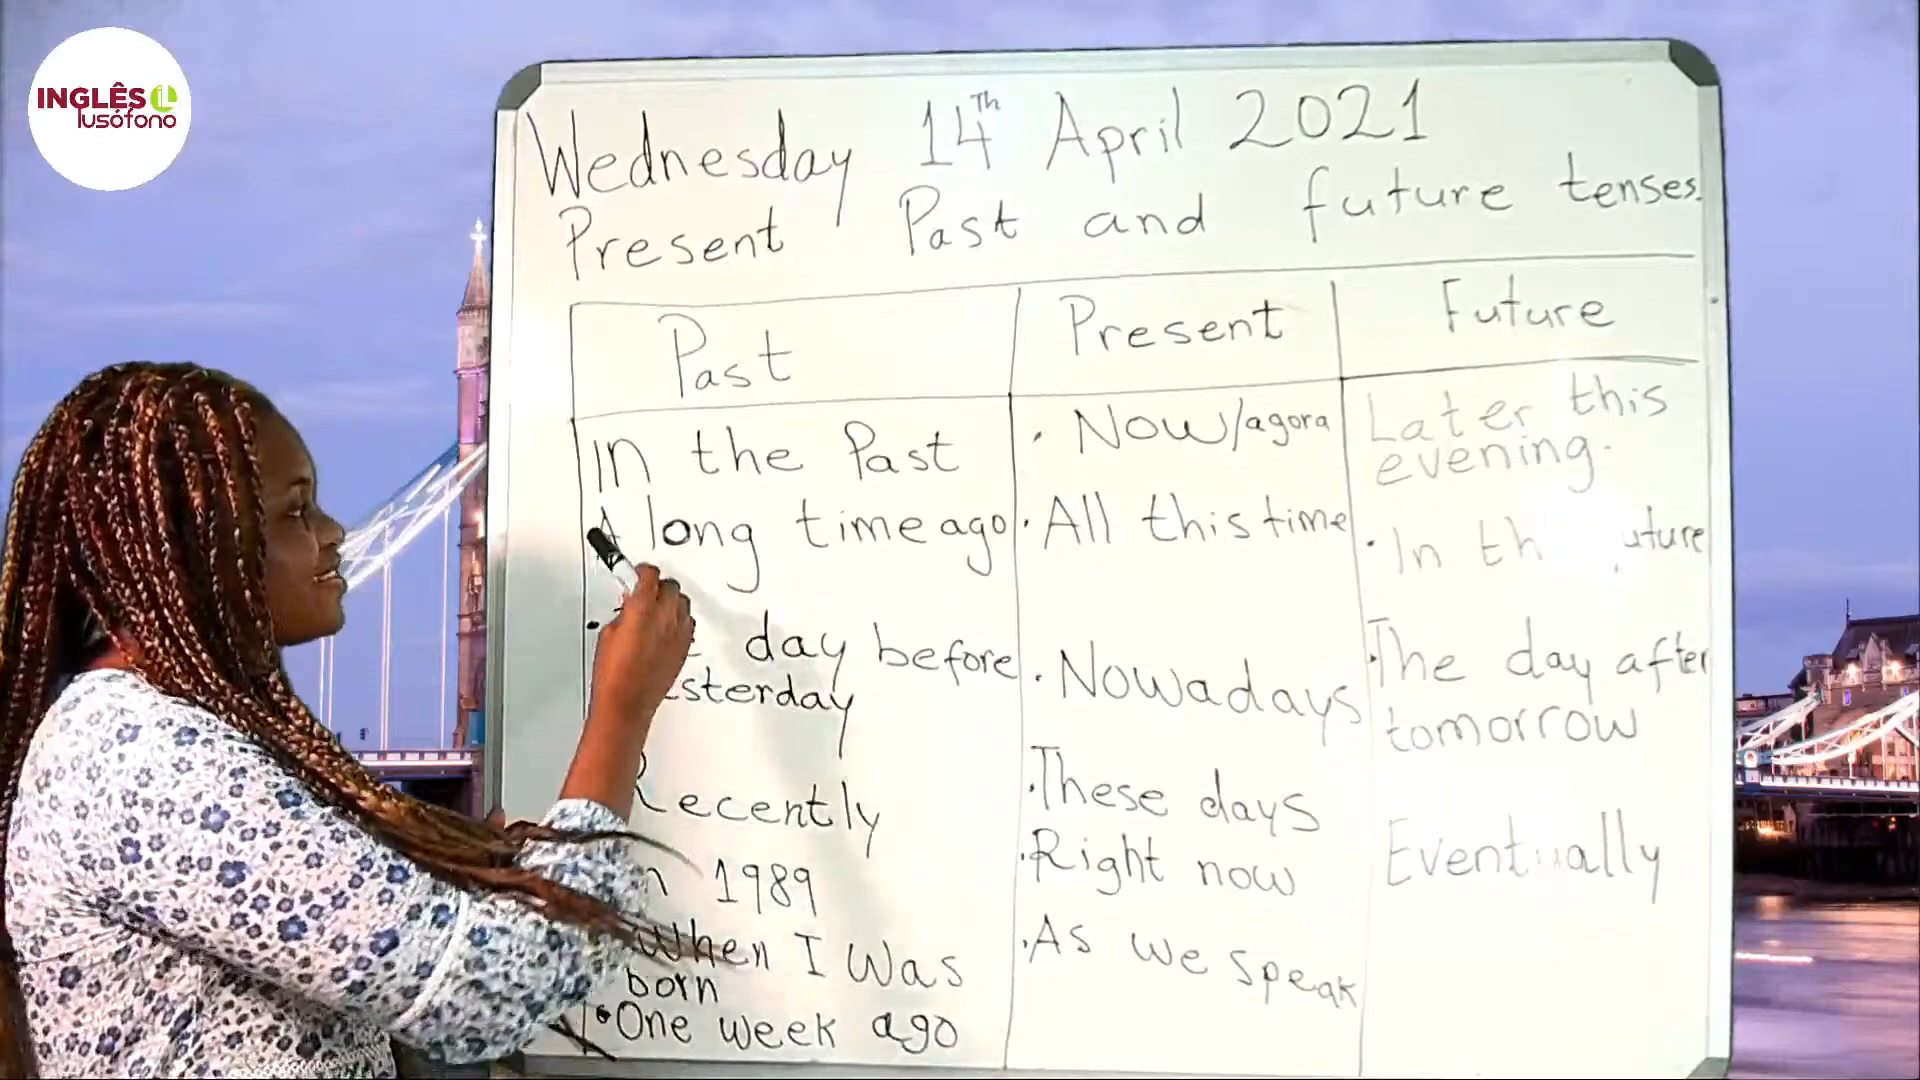 INGLÊS
lusófono
Wednesday 14Th April 2021
Present Past and future tenses.
Past
In the Past
A long time ago
day before
sterday
Recently
1989
When I Was
born
One week ago
Present
Now/agora
All this time
Nowadays
These days
Right now
As we speak
Future
Later this
evening.
In th uture
The day after
tomorrow
Eventually